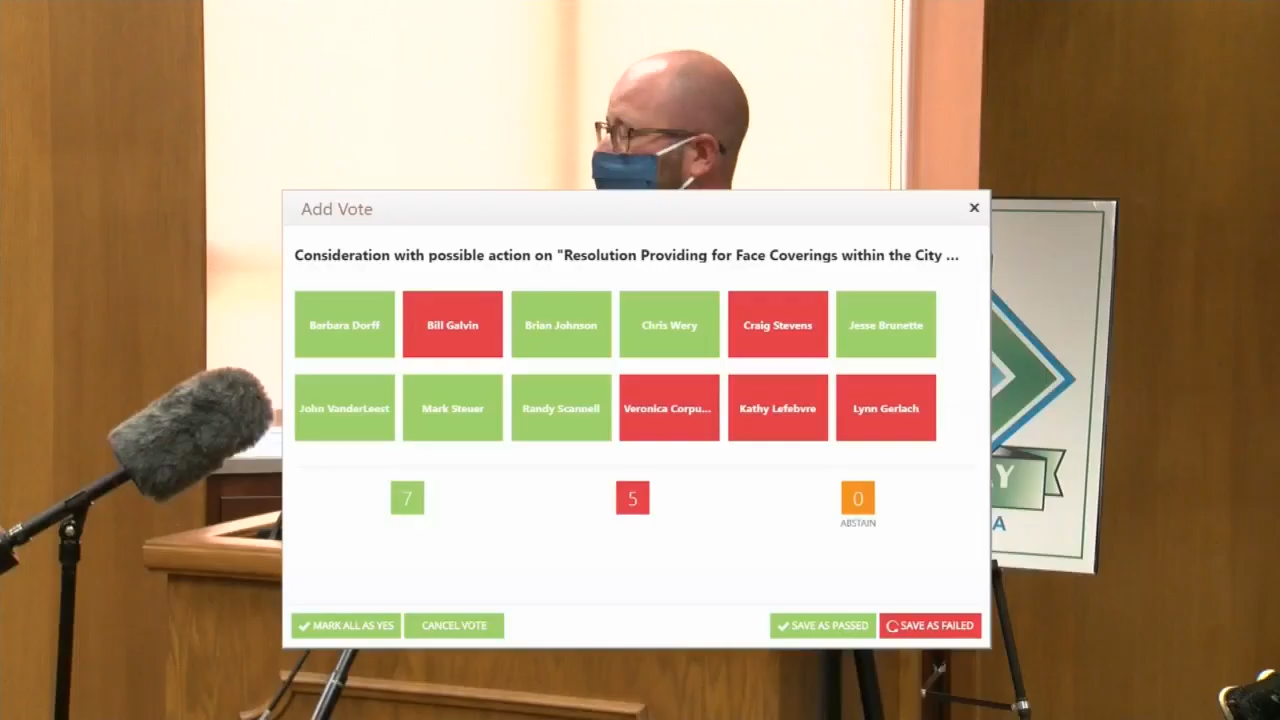 Add Vote
×
Consideration with possible action on "Resolution Providing for Face Coverings within the City ...
Barbara Dorff
Bill Galvin
Brian Johnson
Chris Wery
Craig Stevens
Jesse Brunette
John VanderLeest
Mark Steuer
Randy Scannell
Veronica Corpu...
Kathy Lefebvre
Lynn Gerlach
7
5
0
ABSTAIN
MARK ALL AS YES
CANCEL VOTE
SAVE AS PASSED
SAVE AS FAILED
Y
A